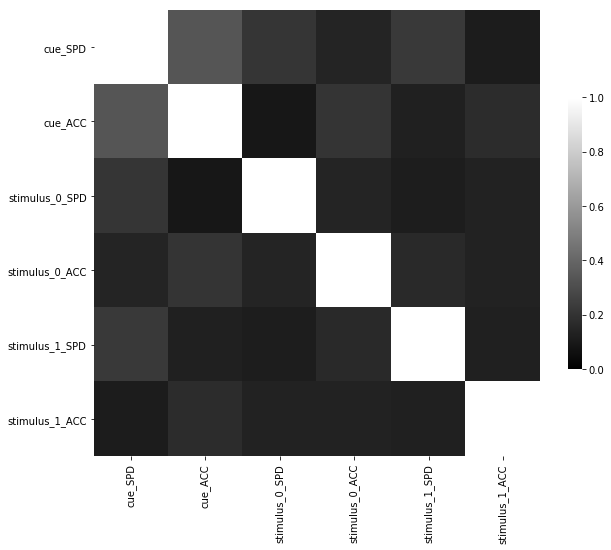 cue_SPD
cue_ACC
stimulus_0_SPD
stimulus_0_ACC
stimulus_1_SPD
stimulus_1_ACC
cue_SPD
cue_ACC
stimulus_0_SPD
stimulus_0_ACC
stimulus_1_SPD
stimulus_1_ACC
1.0
0.8
0.6
0.4
0.2
0.0